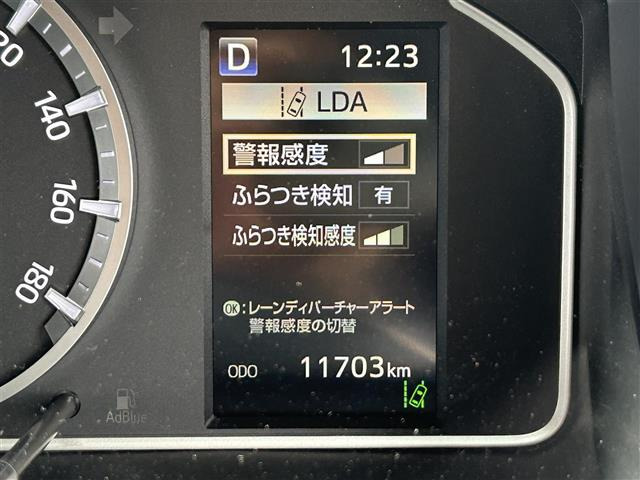 D 12:23
LDA
警報感度
ふらつき検知 有
ふらつき検知感度
OK:レーンディパーチャーアラート
警報感度の切替
ODO 11703km
120
140
160
180
AdBlue